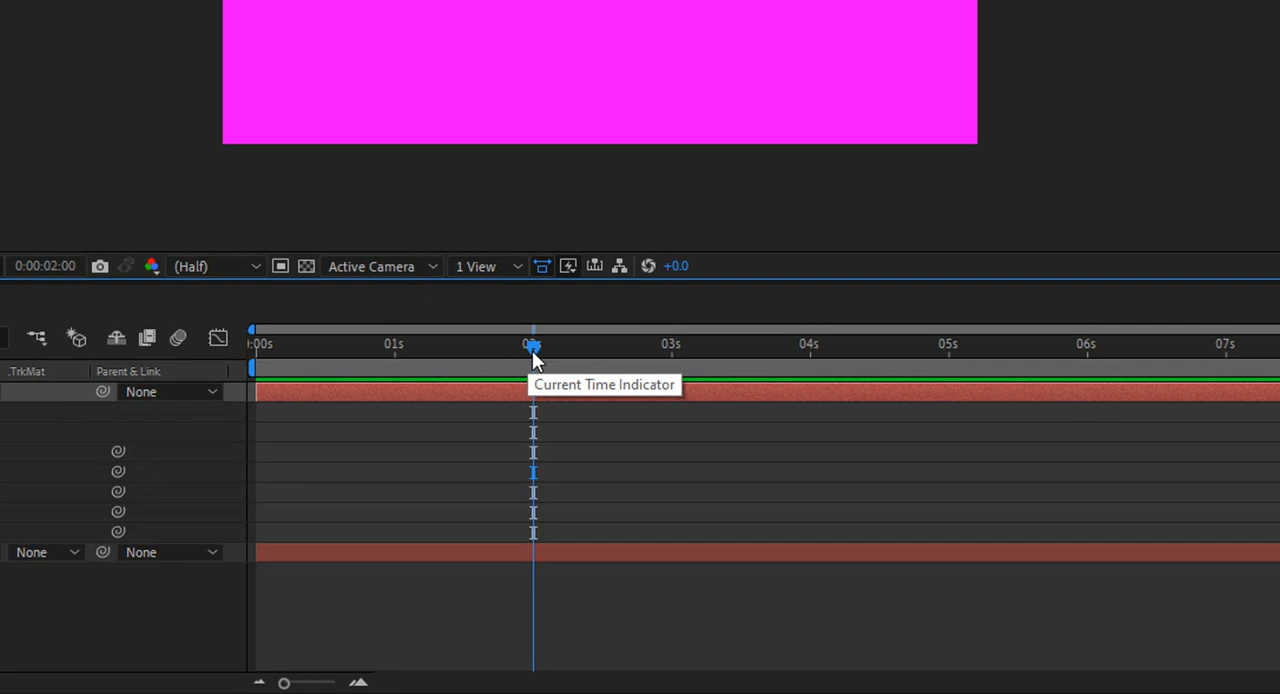 0:00:02:00 (Half) Active Camera 1 View +0.0
:00s 01s 02s 03s 04s 05s 06s 07s
.TrkMat Parent & Link
None
Current Time Indicator
None None